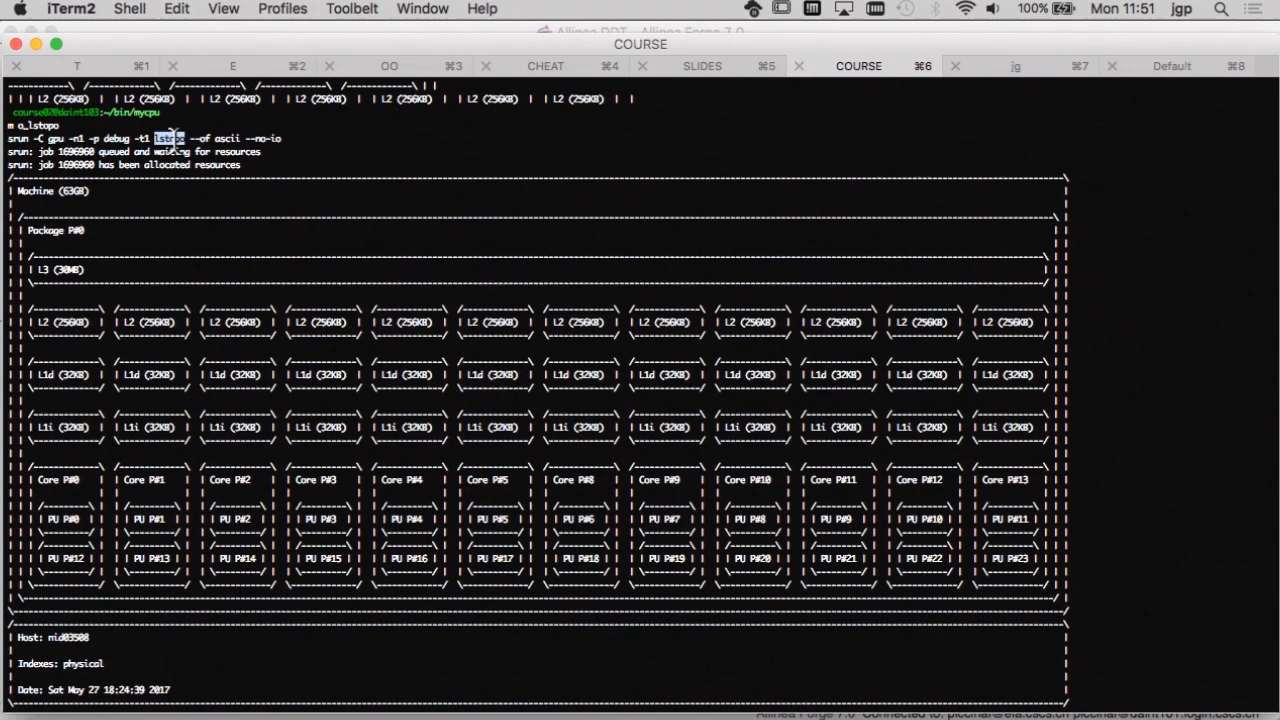 iTerm2 Shell Edit View Profiles Toolbelt Window Help 100% Mon 11:51 jgp
COURSE
T ⌘1 E ⌘2 OO ⌘3 CHEAT ⌘4 SLIDES ⌘5 COURSE ⌘6 jg ⌘7 Default ⌘8
L2 (256KB) L2 (256KB) L2 (256KB) L2 (256KB) L2 (256KB) L2 (256KB) L2 (256KB)
course02@daint103:~/bin/mycpu
m o_lstopo
srun -C gpu -n1 -p debug -t1 lstopo --of ascii --no-io
srun: job 1696960 queued and waiting for resources
srun: job 1696960 has been allocated resources
Machine (63GB)
Package P#0
L3 (30MB)
L2 (256KB) L2 (256KB) L2 (256KB) L2 (256KB) L2 (256KB) L2 (256KB) L2 (256KB) L2 (256KB) L2 (256KB) L2 (256KB) L2 (256KB) L2 (256KB)
L1d (32KB) L1d (32KB) L1d (32KB) L1d (32KB) L1d (32KB) L1d (32KB) L1d (32KB) L1d (32KB) L1d (32KB) L1d (32KB) L1d (32KB) L1d (32KB)
L1i (32KB) L1i (32KB) L1i (32KB) L1i (32KB) L1i (32KB) L1i (32KB) L1i (32KB) L1i (32KB) L1i (32KB) L1i (32KB) L1i (32KB) L1i (32KB)
Core P#0 Core P#1 Core P#2 Core P#3 Core P#4 Core P#5 Core P#8 Core P#9 Core P#10 Core P#11 Core P#12 Core P#13
PU P#0 PU P#1 PU P#2 PU P#3 PU P#4 PU P#5 PU P#6 PU P#7 PU P#8 PU P#9 PU P#10 PU P#11
PU P#12 PU P#13 PU P#14 PU P#15 PU P#16 PU P#17 PU P#18 PU P#19 PU P#20 PU P#21 PU P#22 PU P#23
Host: nid03508
Indexes: physical
Date: Sat May 27 18:24:39 2017